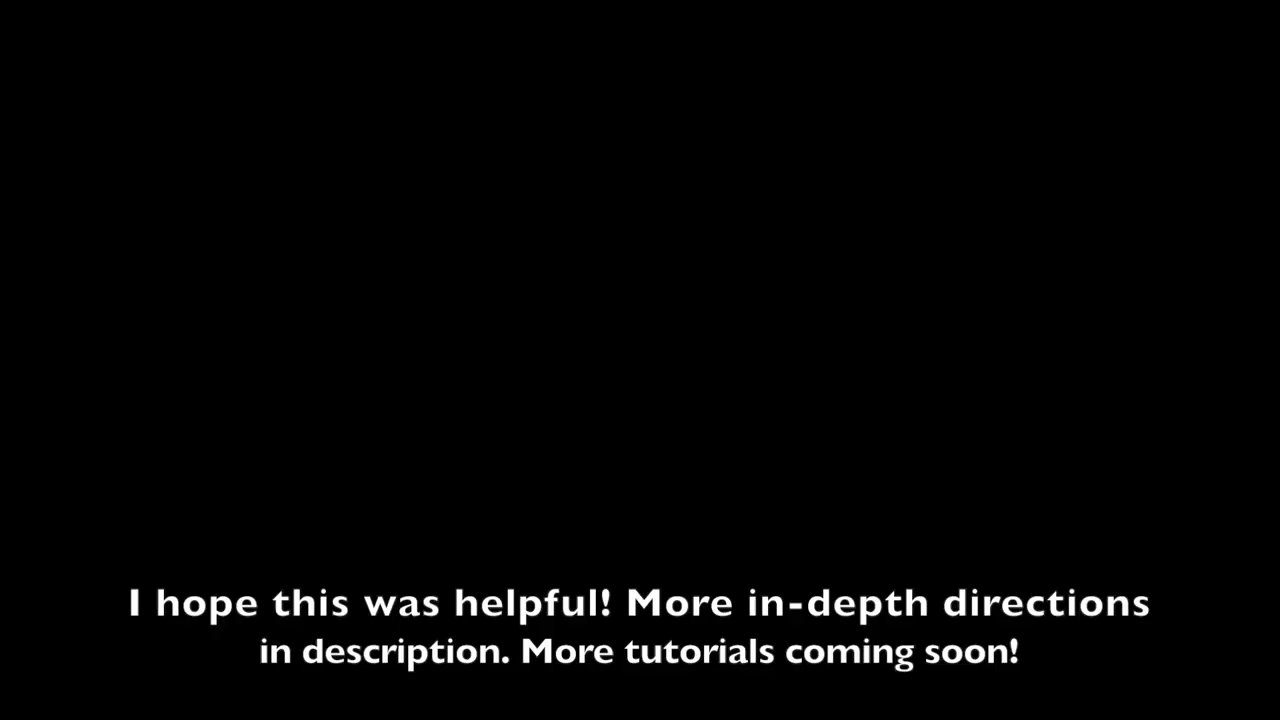 I hope this was helpful! More in-depth directions
in description. More tutorials coming soon!